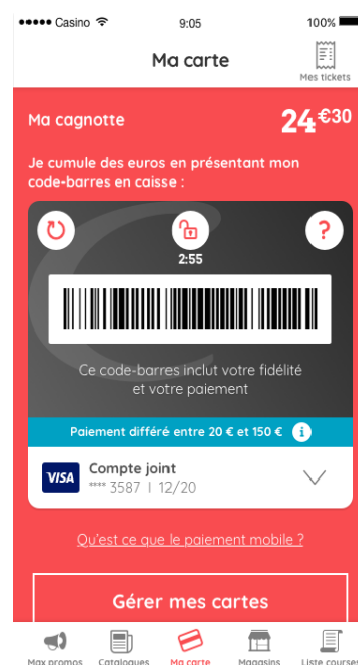 Casino 9:05 100%
Ma carte
Mes tickets
Ma cagnotte 24€30
Je cumule des euros en présentant mon
code-barres en caisse :
?
2:55
Ce code-barres inclut votre fidélité
et votre paiement
Paiement différé entre 20 € et 150 € i
VISA Compte joint
**** 3587 | 12/20
Qu'est ce que le paiement mobile ?
Gérer mes cartes
Max promos Catalogues Ma carte Magasins Liste courses